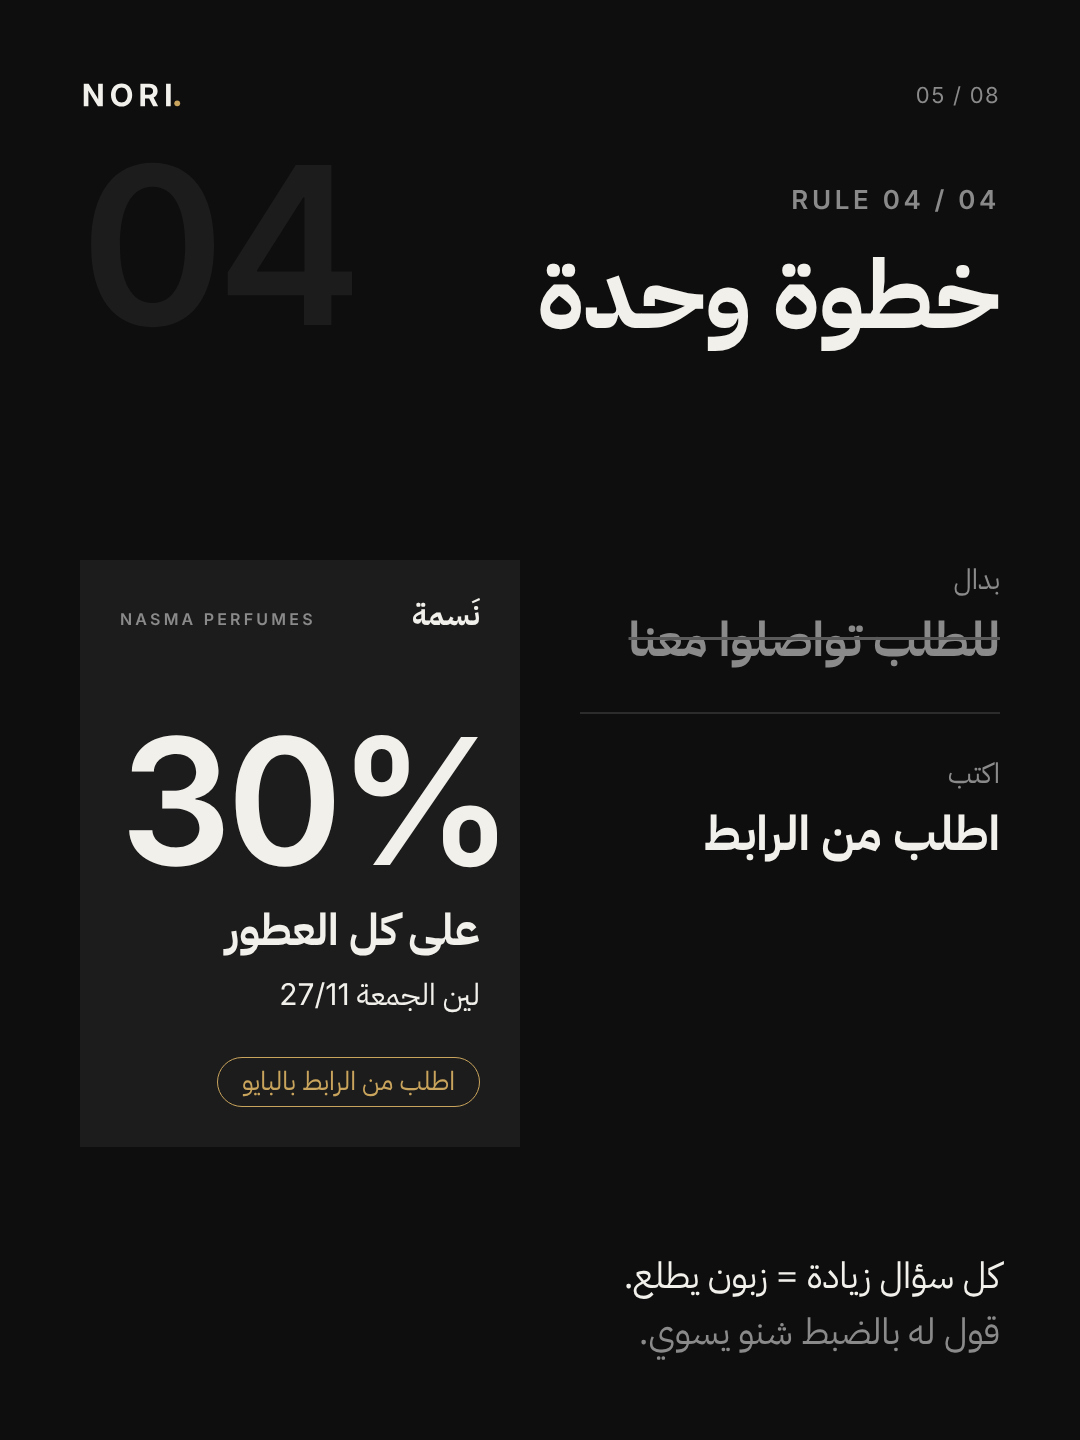 NORI.
05 / 08
04
RULE 04 / 04
خطوة وحدة
بدال
للطلب تواصلوا معنا
اكتب
اطلب من الرابط
NASMA PERFUMES
نَسمة
30%
على كل العطور
لين الجمعة 27/11
اطلب من الرابط بالبايو
كل سؤال زيادة = زبون يطلع.
قول له بالضبط شنو يسوي.